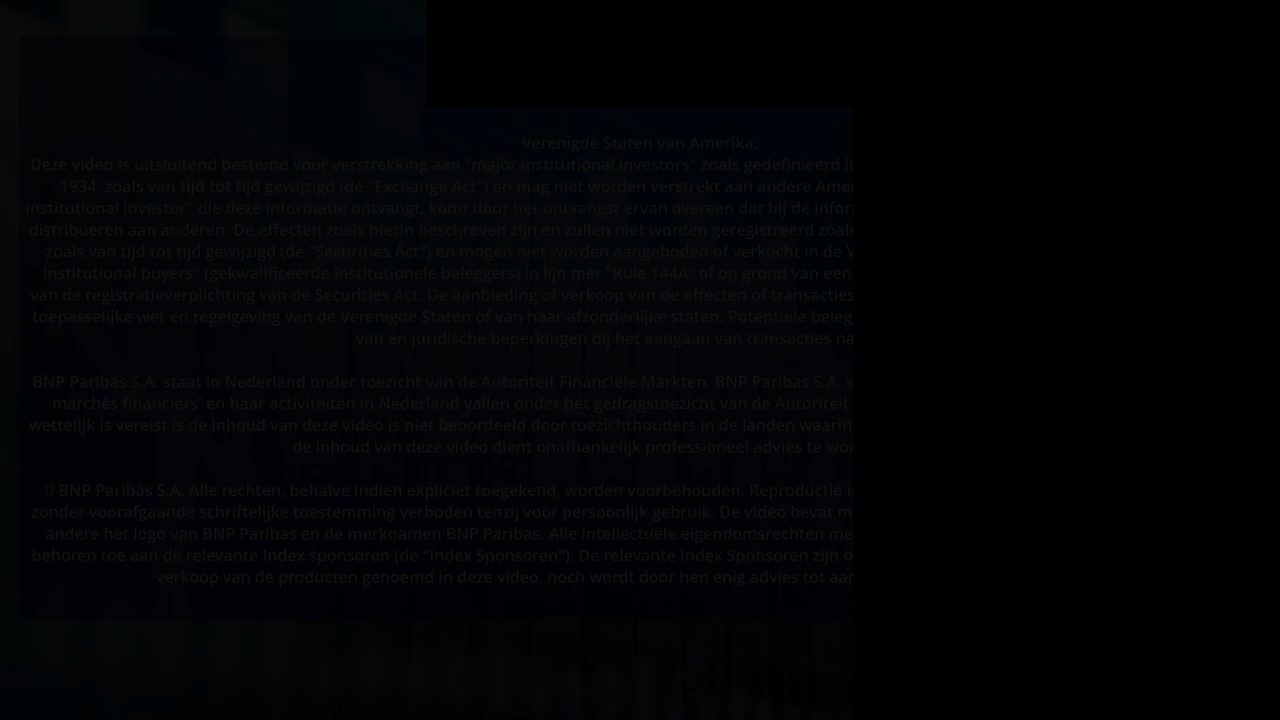 Verenigde Staten van Amerika:
Deze video is uitsluitend bestemd voor verstrekking aan "major institutional investors" zoals gedefinieerd
1934, zoals van tijd tot tijd gewijzigd (de "Exchange Act") en mag niet worden verstrekt aan andere
institutional investor" die deze informatie ontvangt, komt door het ontvangst ervan overeen dat hij de
distribueren aan anderen. De effecten zoals hierin beschreven zijn en zullen niet worden geregistreerd
zoals van tijd tot tijd gewijzigd (de "Securities Act") en mogen niet worden aangeboden of verkocht in de
institutional buyers" (gekwalificeerde institutionele beleggers) in lijn met "Rule 144A" of op grond van een
van de registratieverplichting van de Securities Act. De aanbieding of verkoop van de effecten of transacties
toepasselijke wet en regelgeving van de Verenigde Staten of van haar afzonderlijke staten. Potentiële
van en juridische beperkingen bij het aangaan van transacties
BNP Paribas S.A. staat in Nederland onder toezicht van de Autoriteit Financiële Markten. BNP Paribas S.A.
marchés financiers' en haar activiteiten in Nederland vallen onder het gedragstoezicht van de Autoriteit
wettelijk is vereist is de inhoud van deze video is niet beoordeeld door toezichthouders in de landen
de inhoud van deze video dient onafhankelijk professioneel advies te
BNP Paribas S.A. Alle rechten, behalve indien expliciet toegekend, worden voorbehouden. Reproductie
zonder voorafgaande schriftelijke toestemming verboden tenzij voor persoonlijk gebruik. De video bevat
andere het logo van BNP Paribas en de merknamen BNP Paribas. Alle intellectuele eigendomsrechten
behoren toe aan de relevante Index sponsoren (de "Index Sponsoren"). De relevante Index Sponsoren zijn
verkoop van de producten genoemd in deze video, noch wordt door hen enig advies tot